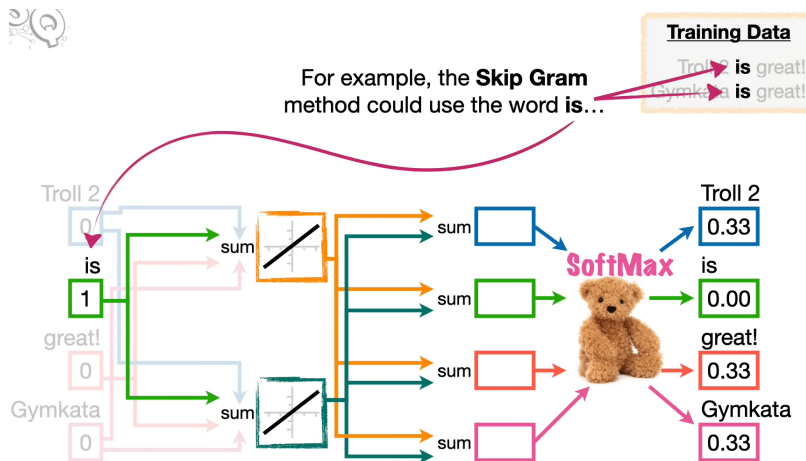 Training Data
Troll 2 is great!
Gymkata is great!
For example, the Skip Gram
method could use the word is...
Troll 2
0
is
1
great!
0
Gymkata
0
sum
sum
sum
sum
sum
sum
SoftMax
Troll 2
0.33
is
0.00
great!
0.33
Gymkata
0.33